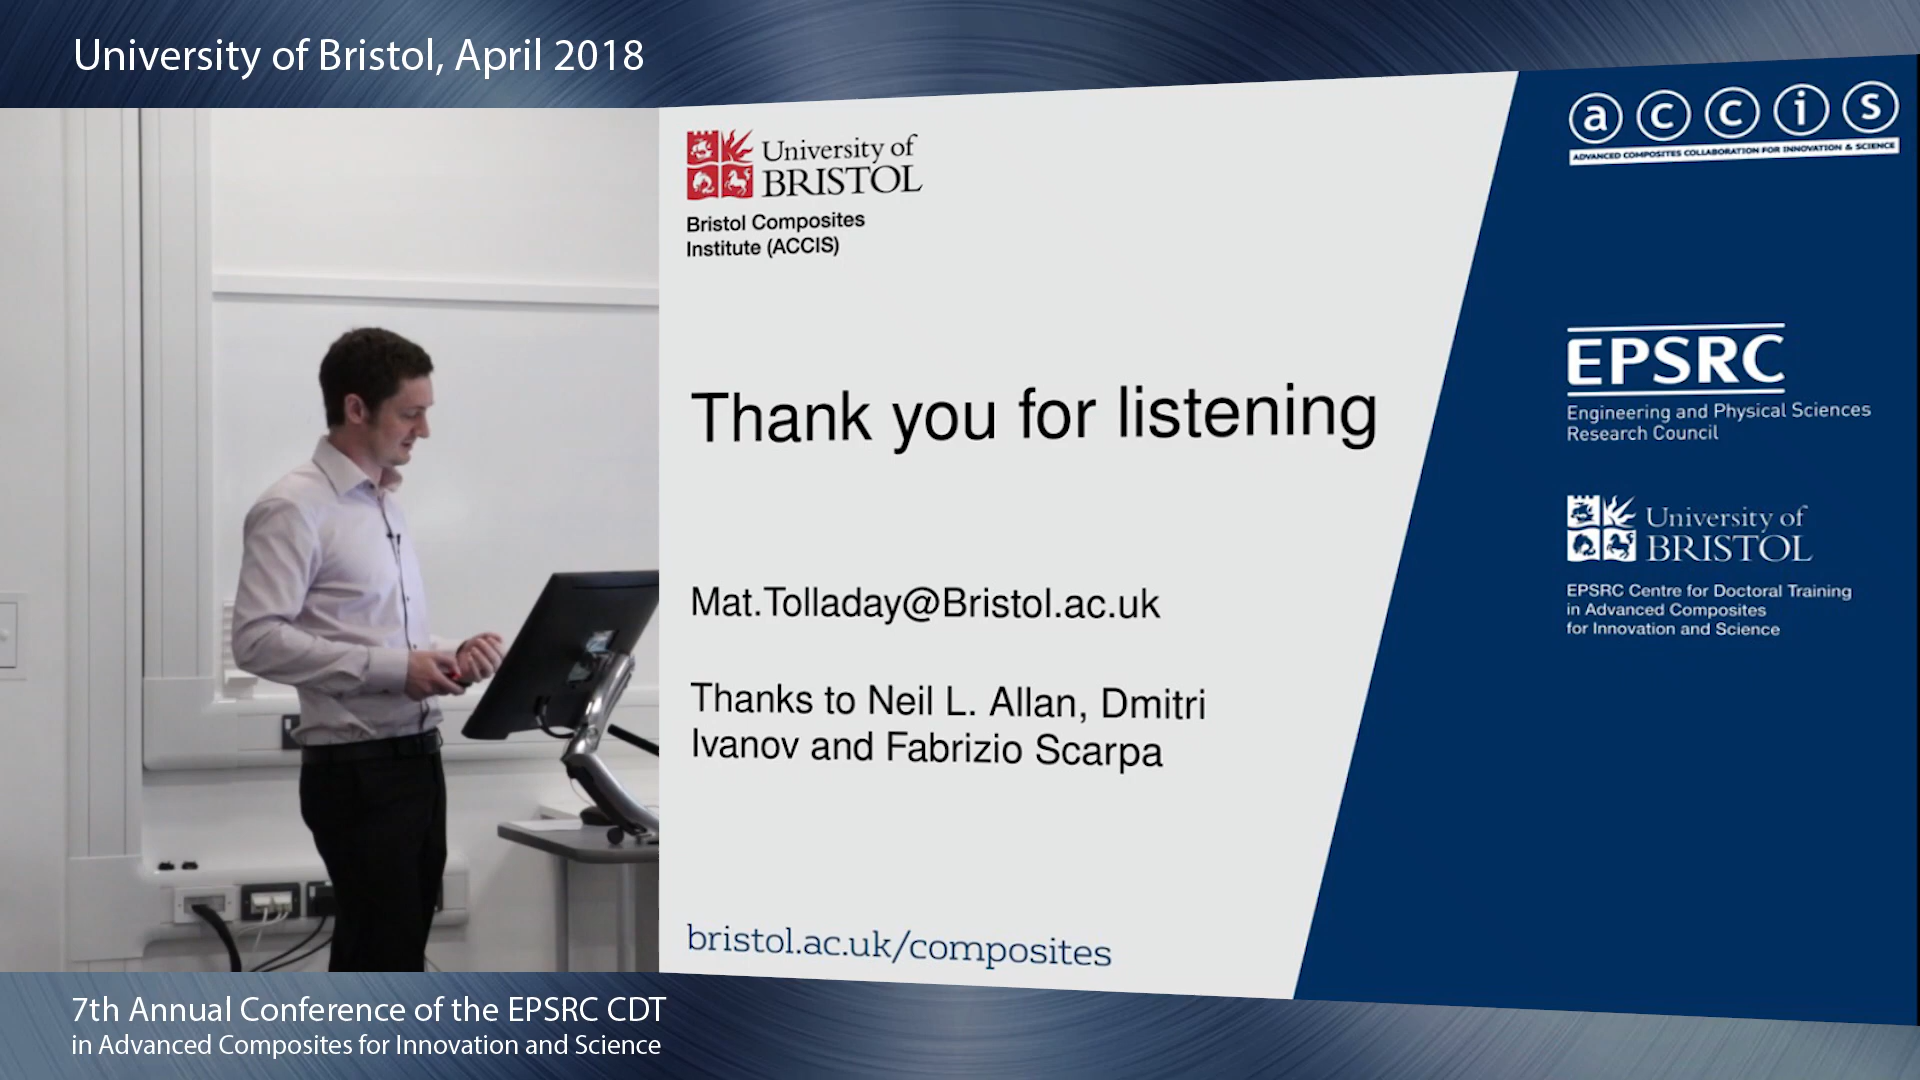 University of Bristol, April 2018
University of
BRISTOL
Bristol Composites
Institute (ACCIS)
Thank you for listening
Mat.Tolladay@Bristol.ac.uk
Thanks to Neil L. Allan, Dmitri
Ivanov and Fabrizio Scarpa
bristol.ac.uk/composites
accis
ADVANCED COMPOSITES COLLABORATION FOR INNOVATION & SCIENCE
EPSRC
Engineering and Physical Sciences
Research Council
University of
BRISTOL
EPSRC Centre for Doctoral Training
in Advanced Composites
for Innovation and Science
7th Annual Conference of the EPSRC CDT
in Advanced Composites for Innovation and Science